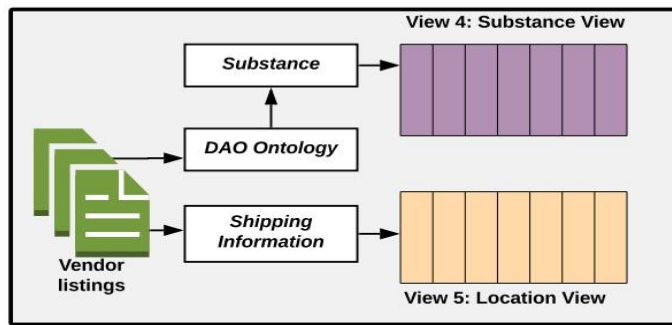 View 4: Substance View
Substance
DAO Ontology
Shipping
Information
Vendor
listings
View 5: Location View